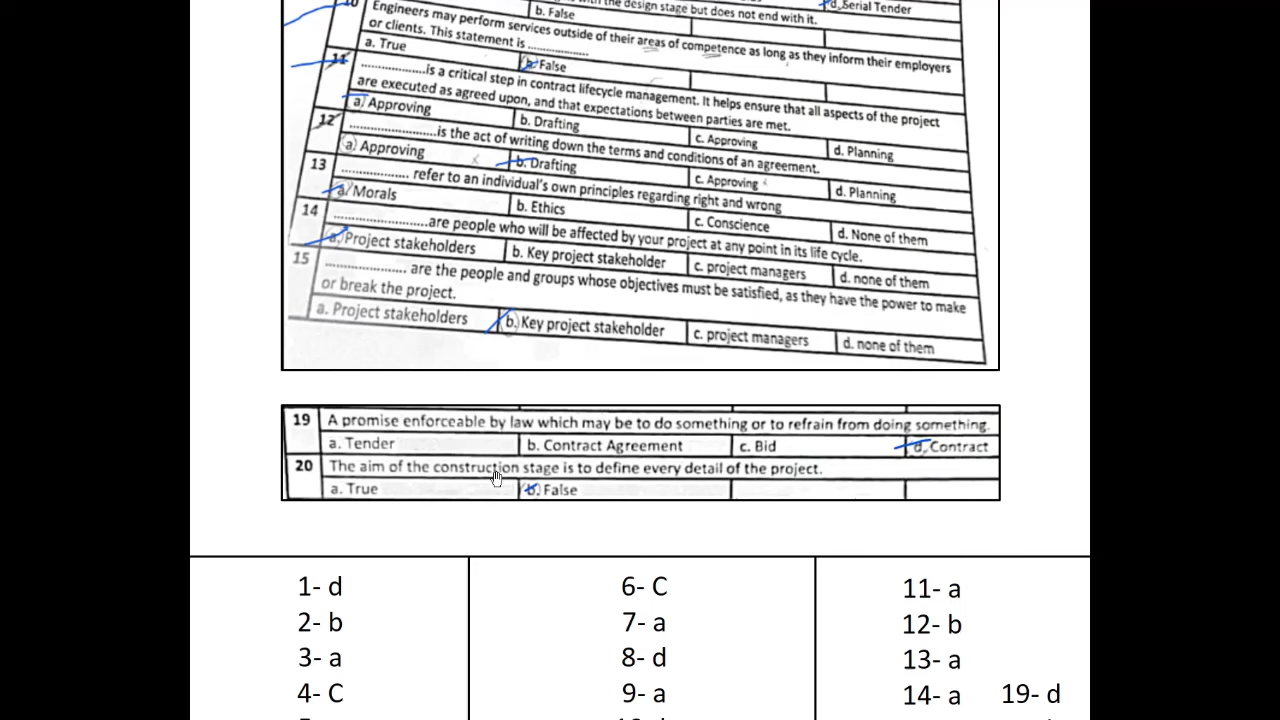 with the design stage but does not end with it.
b. False
d. Serial Tender
10
Engineers may perform services outside of their areas of competence as long as they inform their employers
or clients. This statement is ..................
a. True
b. False
11
...................is a critical step in contract lifecycle management. It helps ensure that all aspects of the project
are executed as agreed upon, and that expectations between parties are met.
a. Approving
b. Drafting
c. Approving
d. Planning
12
.........................is the act of writing down the terms and conditions of an agreement.
a. Approving
b. Drafting
c. Approving
d. Planning
13
................... refer to an individual's own principles regarding right and wrong
a. Morals
b. Ethics
c. Conscience
d. None of them
14
..........................are people who will be affected by your project at any point in its life cycle.
a. Project stakeholders
b. Key project stakeholder
c. project managers
d. none of them
15
...................... are the people and groups whose objectives must be satisfied, as they have the power to make
or break the project.
a. Project stakeholders
b. Key project stakeholder
c. project managers
d. none of them
19
A promise enforceable by law which may be to do something or to refrain from doing something.
a. Tender
b. Contract Agreement
c. Bid
d. Contract
20
The aim of the construction stage is to define every detail of the project.
a. True
b. False
1- d
2- b
3- a
4- C
6- C
7- a
8- d
9- a
11- a
12- b
13- a
14- a
19- d